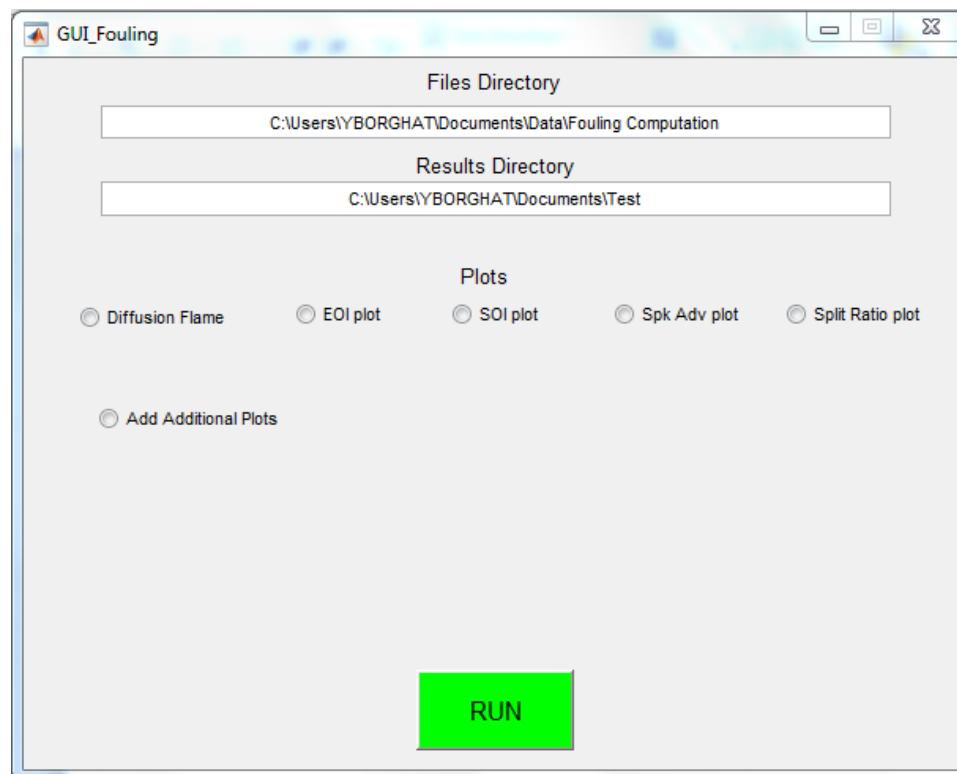 GUI_Fouling
Files Directory
C:\Users\YBORGHAT\Documents\Data\Fouling Computation
Results Directory
C:\Users\YBORGHAT\Documents\Test
Plots
Diffusion Flame EOI plot SOI plot Spk Adv plot Split Ratio plot
Add Additional Plots
RUN